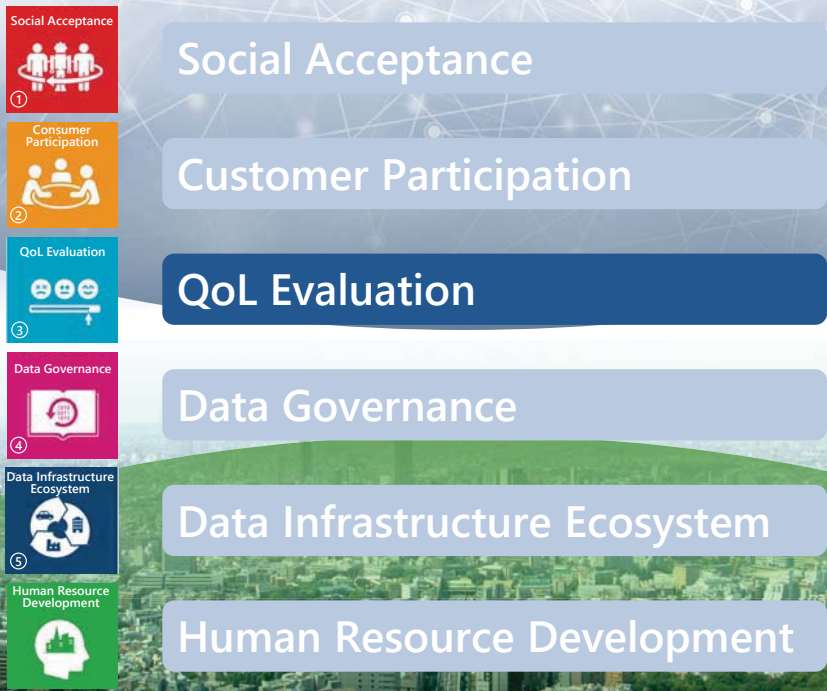 Social Acceptance
①
Social Acceptance
Consumer
Participation
②
Customer Participation
QoL Evaluation
③
QoL Evaluation
Data Governance
④
Data Governance
Data Infrastructure
Ecosystem
⑤
Data Infrastructure Ecosystem
Human Resource
Development
Human Resource Development